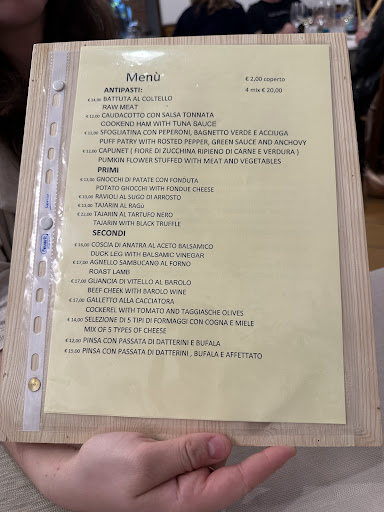 Menù
€ 2,00 coperto
ANTIPASTI:
4 mix € 20,00
€ 14,00 BATTUTA AL COLTELLO
RAW MEAT
€ 12,00 CAUDACOTTO CON SALSA TONNATA
COOKEND HAM WITH TUNA SAUCE
€ 12,00 SFOGLIATINA CON PEPERONI, BAGNETTO VERDE E ACCIUGA
PUFF PATRY WITH ROSTED PEPPER, GREEN SAUCE AND ANCHOVY
€ 12,00 CAPUNET ( FIORE DI ZUCCHINA RIPIENO DI CARNE E VERDURA )
PUMKIN FLOWER STUFFED WITH MEAT AND VEGETABLES
PRIMI
€ 13,00 GNOCCHI DI PATATE CON FONDUTA
POTATO GNOCCHI WITH FONDUE CHEESE
€ 15,00 RAVIOLI AL SUGO DI ARROSTO
TAJARIN AL RAGù
€ 22,00 TAJARIN AL TARTUFO NERO
TAJARIN WITH BLACK TRUFFLE
SECONDI
€ 16,00 COSCIA DI ANATRA AL ACETO BALSAMICO
DUCK LEG WITH BALSAMIC VINEGAR
€ 17,00 AGNELLO SAMBUCANO AL FORNO
ROAST LAMB
€ 17,00 GUANCIA DI VITELLO AL BAROLO
BEEF CHEEK WITH BAROLO WINE
€ 17,00 GALLETTO ALLA CACCIATORA
COCKEREL WITH TOMATO AND TAGGIASCHE OLIVES
€ 14,00 SELEZIONE DI 5 TIPI DI FORMAGGI CON COGNA E MIELE
MIX OF 5 TYPES OF CHEESE
€ 12,00 PINSA CON PASSATA DI DATTERINI E BUFALA
€ 15,00 PINSA CON PASSATA DI DATTERINI , BUFALA E AFFETTATO